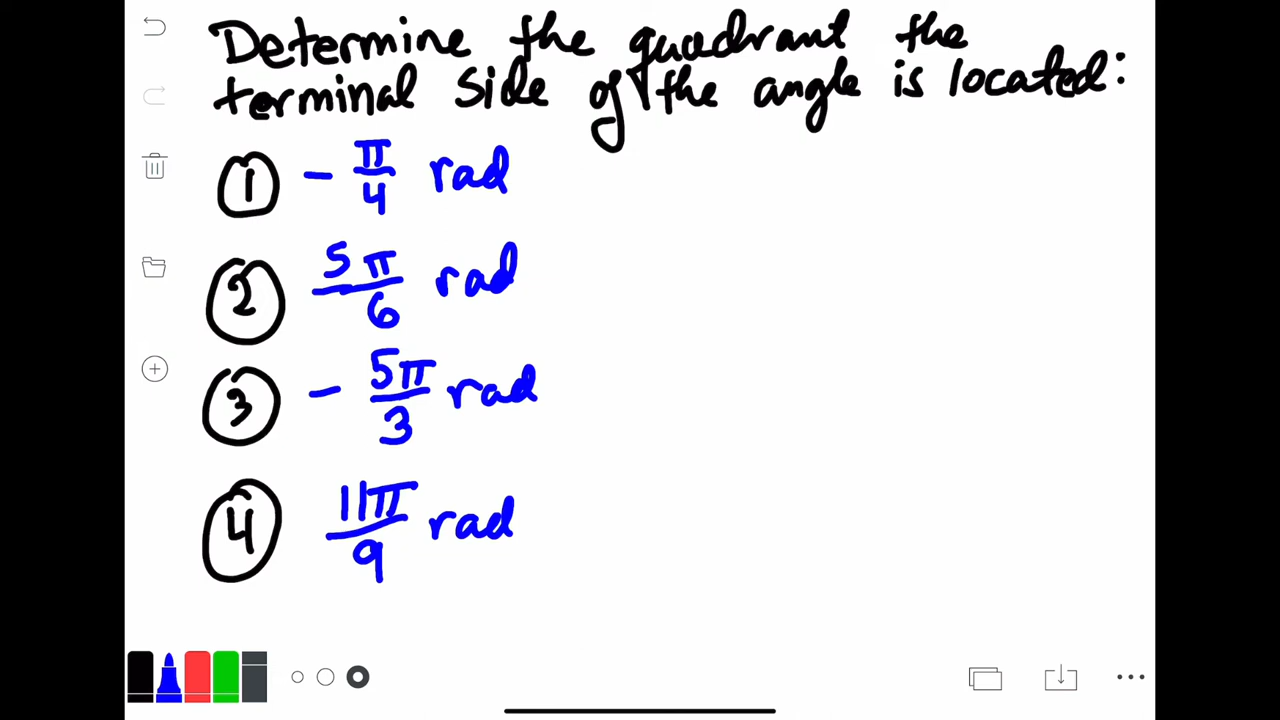 Determine the quadrant the
terminal side of the angle is located:
① - π/4 rad
② 5π/6 rad
③ - 5π/3 rad
④ 11π/9 rad